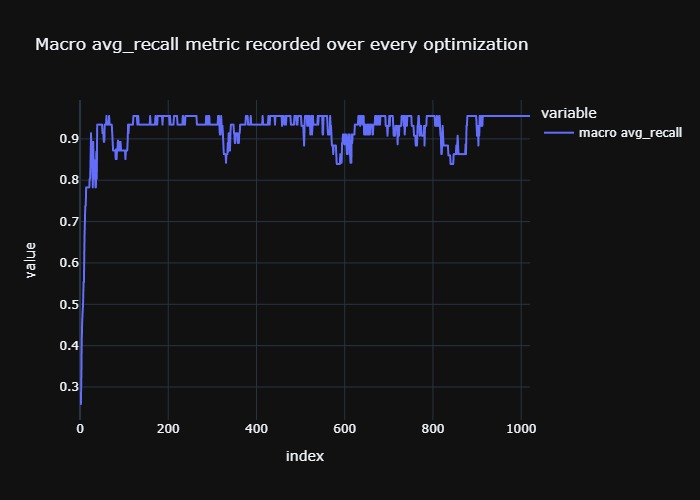 Macro avg_recall metric recorded over every optimization
variable
macro avg_recall
value
0.9
0.8
0.7
0.6
0.5
0.4
0.3
0
200
400
600
800
1000
index